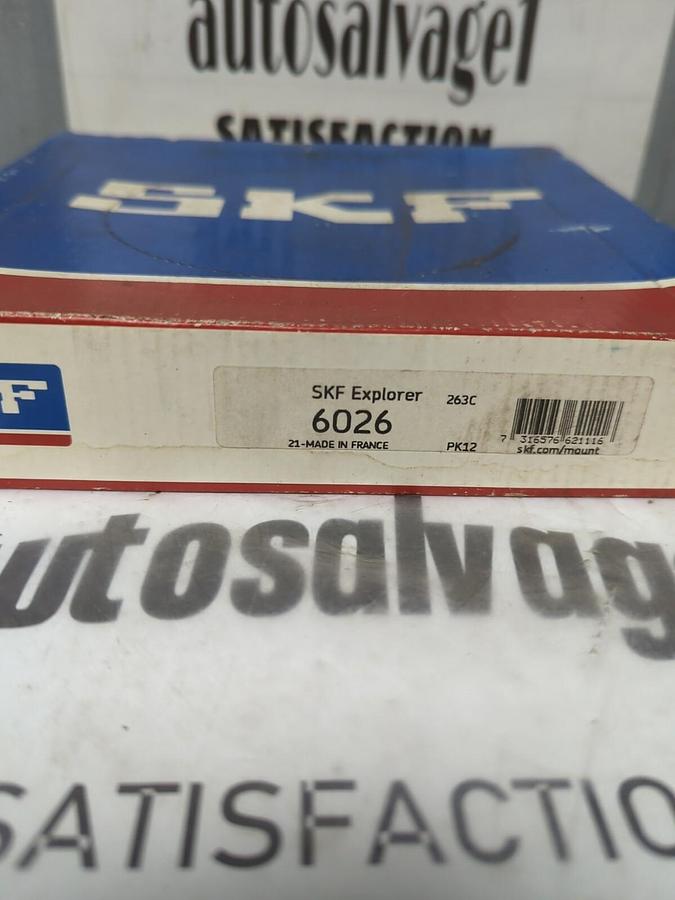 autosalvage1
SATISFACTION
SKF
F
SKF Explorer
263C
6026
21-MADE IN FRANCE
PK12
7 316576 621116
skf.com/mount
utosalvag
SATISFACTIO